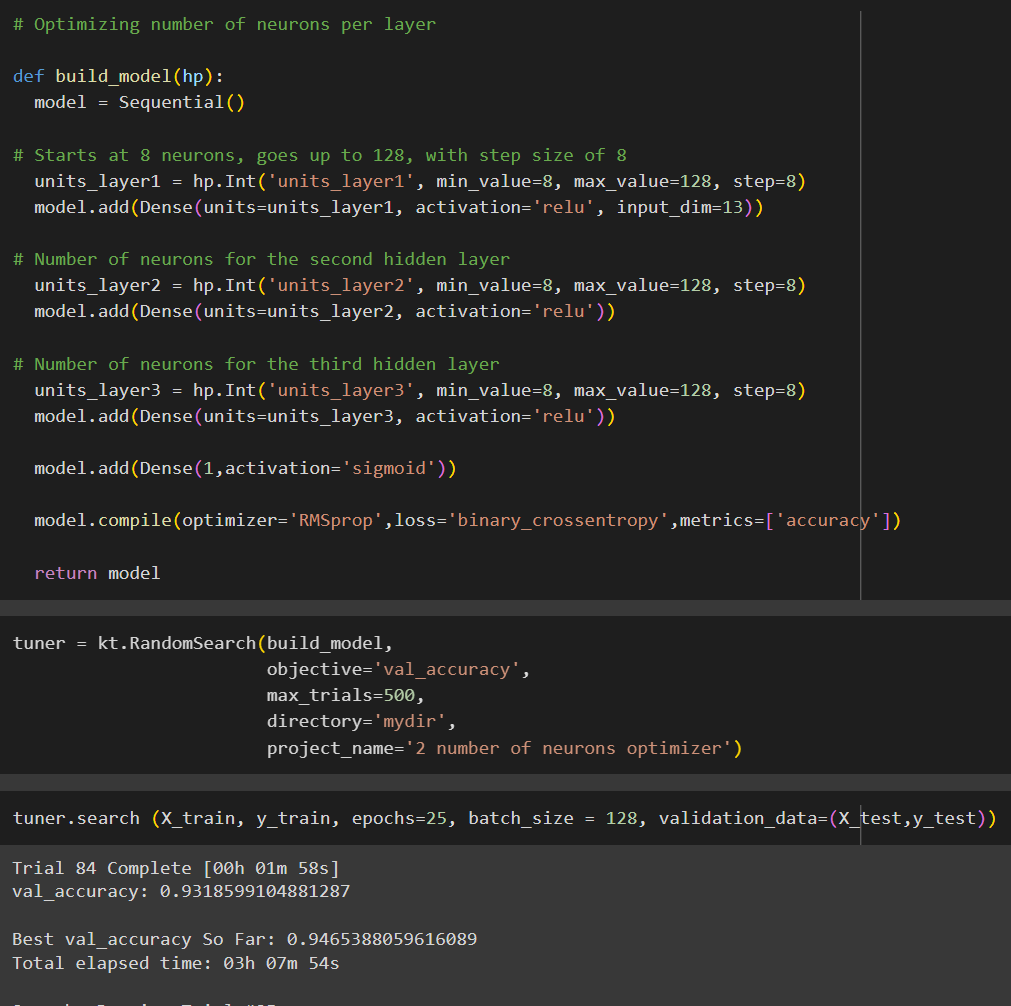 # Optimizing number of neurons per layer
def build_model(hp):
model = Sequential()
# Starts at 8 neurons, goes up to 128, with step size of 8
units_layer1 = hp.Int('units_layer1', min_value=8, max_value=128, step=8)
model.add(Dense(units=units_layer1, activation='relu', input_dim=13))
# Number of neurons for the second hidden layer
units_layer2 = hp.Int('units_layer2', min_value=8, max_value=128, step=8)
model.add(Dense(units=units_layer2, activation='relu'))
# Number of neurons for the third hidden layer
units_layer3 = hp.Int('units_layer3', min_value=8, max_value=128, step=8)
model.add(Dense(units=units_layer3, activation='relu'))
model.add(Dense(1,activation='sigmoid'))
model.compile(optimizer='RMSprop',loss='binary_crossentropy',metrics=['accuracy'])
return model
tuner = kt.RandomSearch(build_model,
objective='val_accuracy',
max_trials=500,
directory='mydir',
project_name='2 number of neurons optimizer')
tuner.search (X_train, y_train, epochs=25, batch_size = 128, validation_data=(X_test,y_test))
Trial 84 Complete [00h 01m 58s]
val_accuracy: 0.9318599104881287
Best val_accuracy So Far: 0.9465388059616089
Total elapsed time: 03h 07m 54s